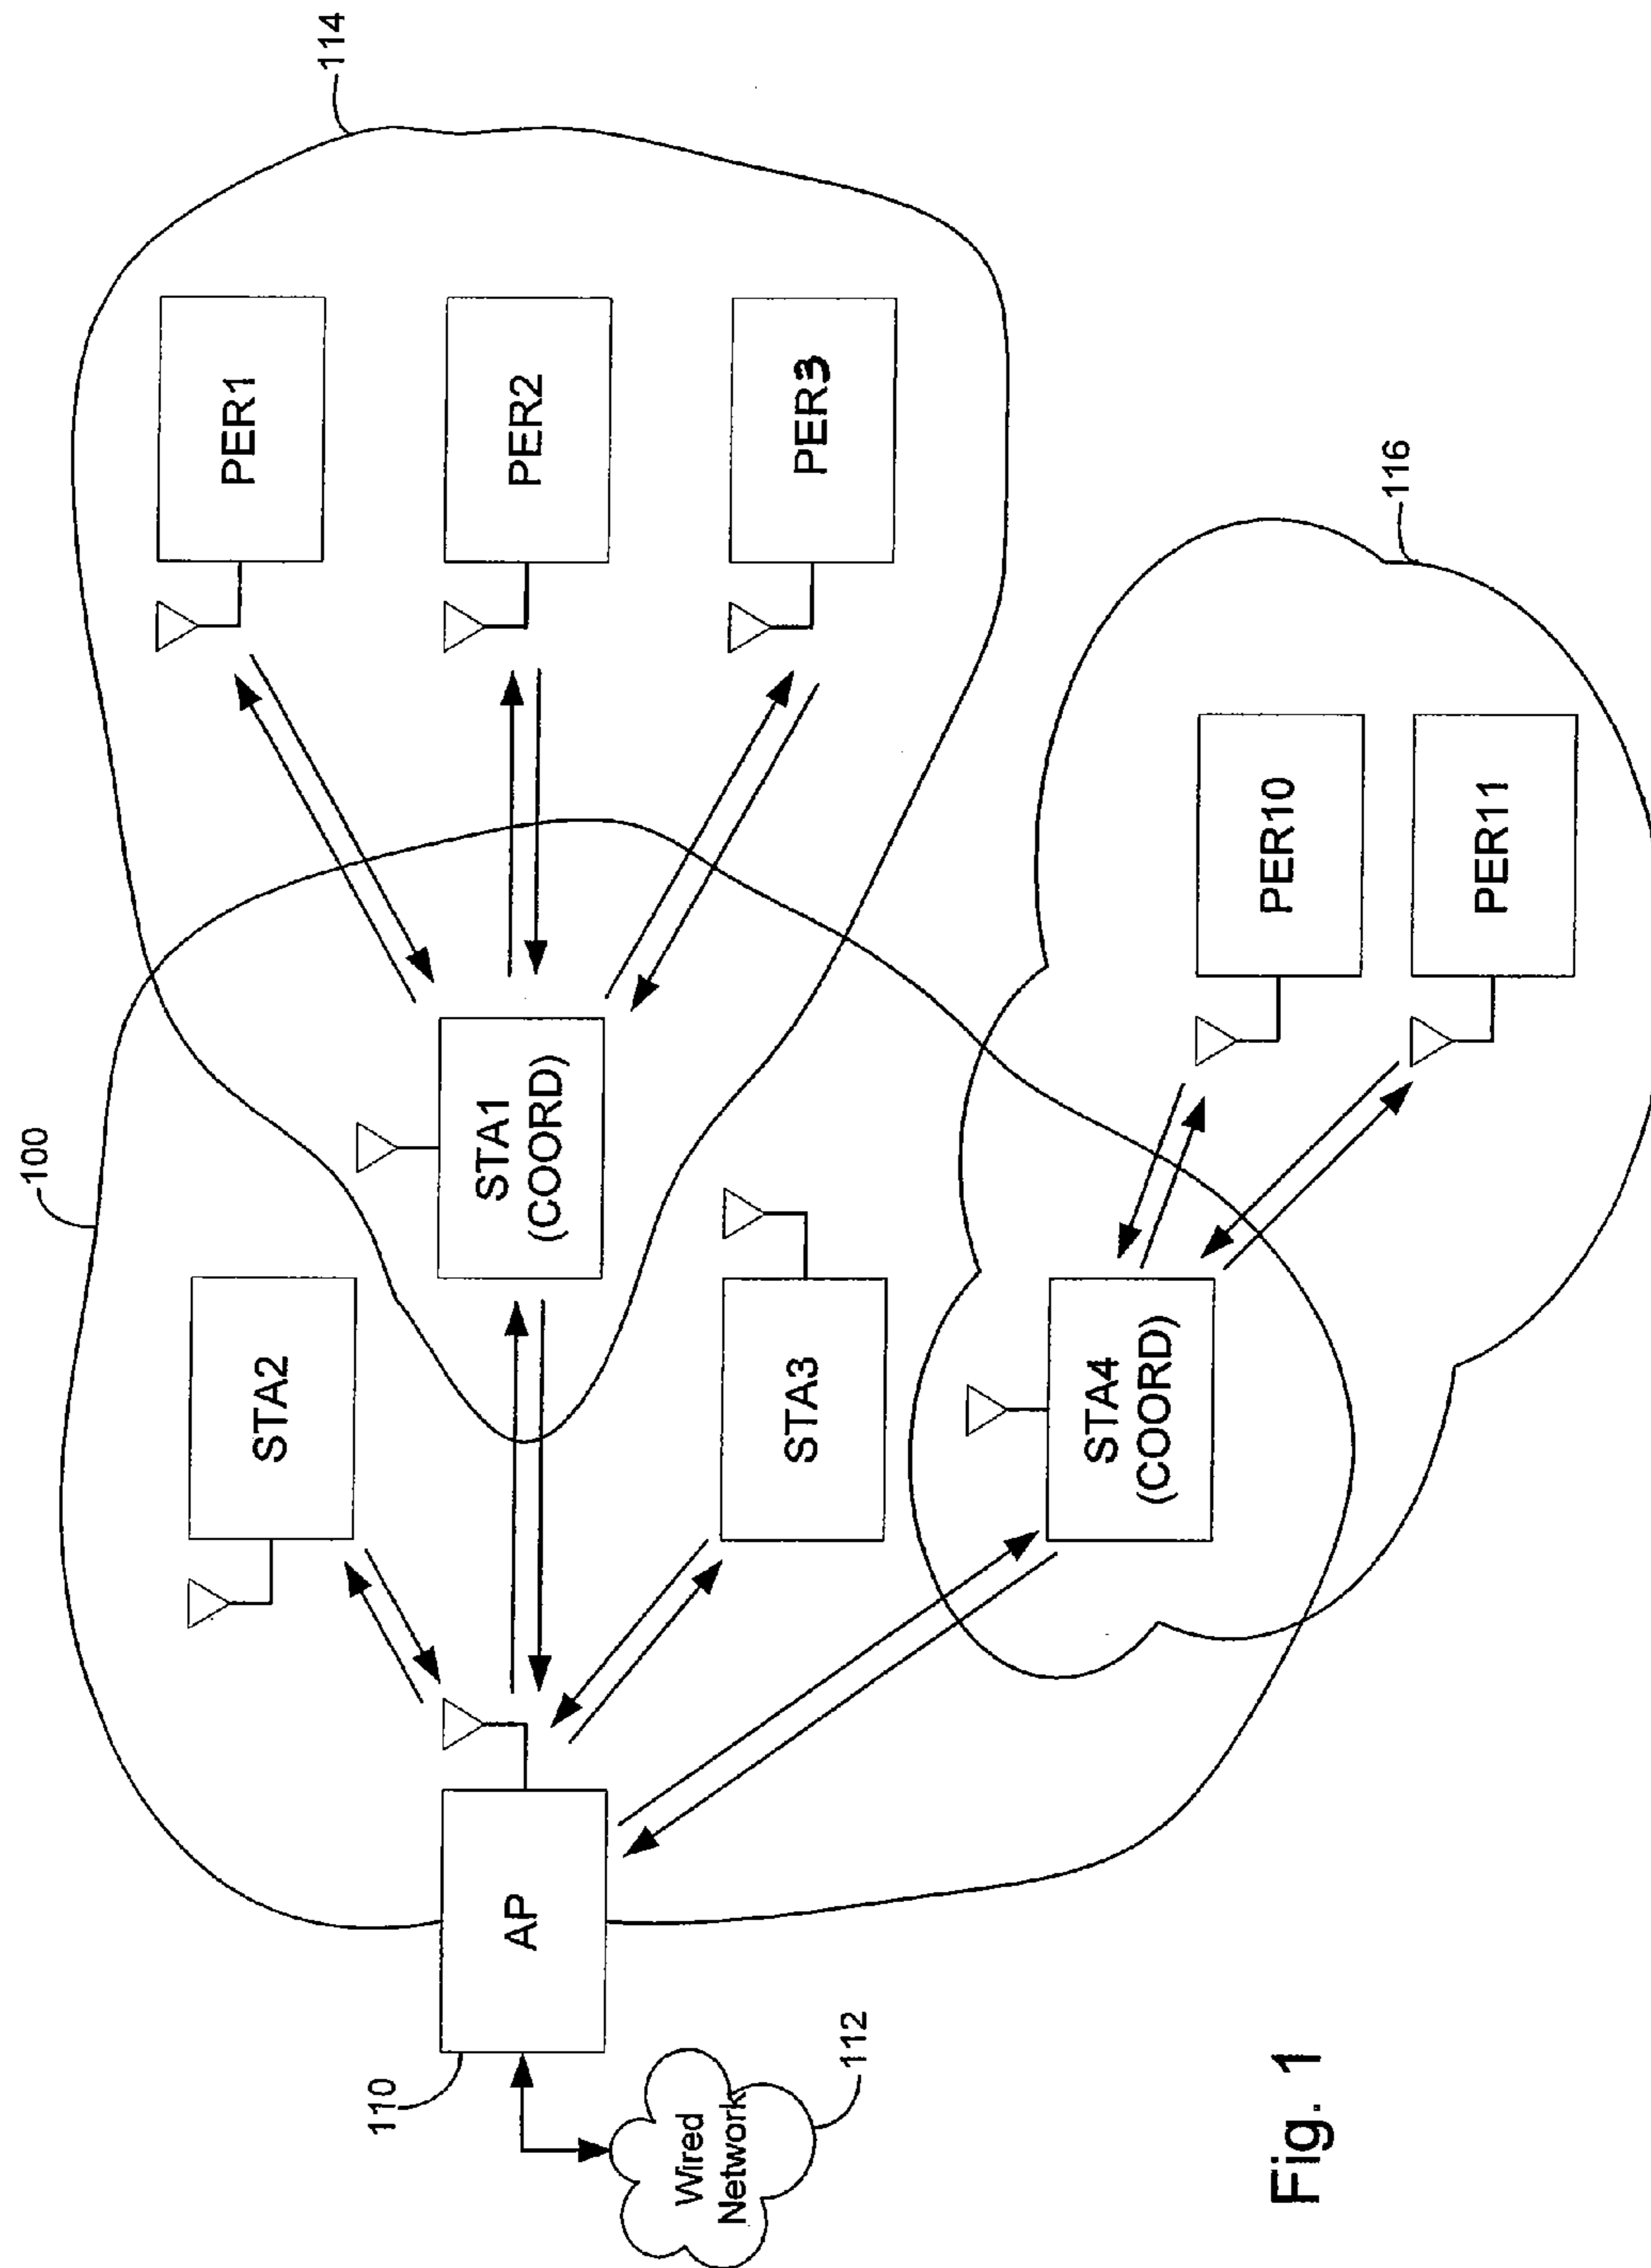 100
114
STA2
PER1
110
AP
STA1
(COORD)
PER2
Wired
Network
112
STA3
PER3
STA4
(COORD)
PER10
116
PER11
Fig. 1